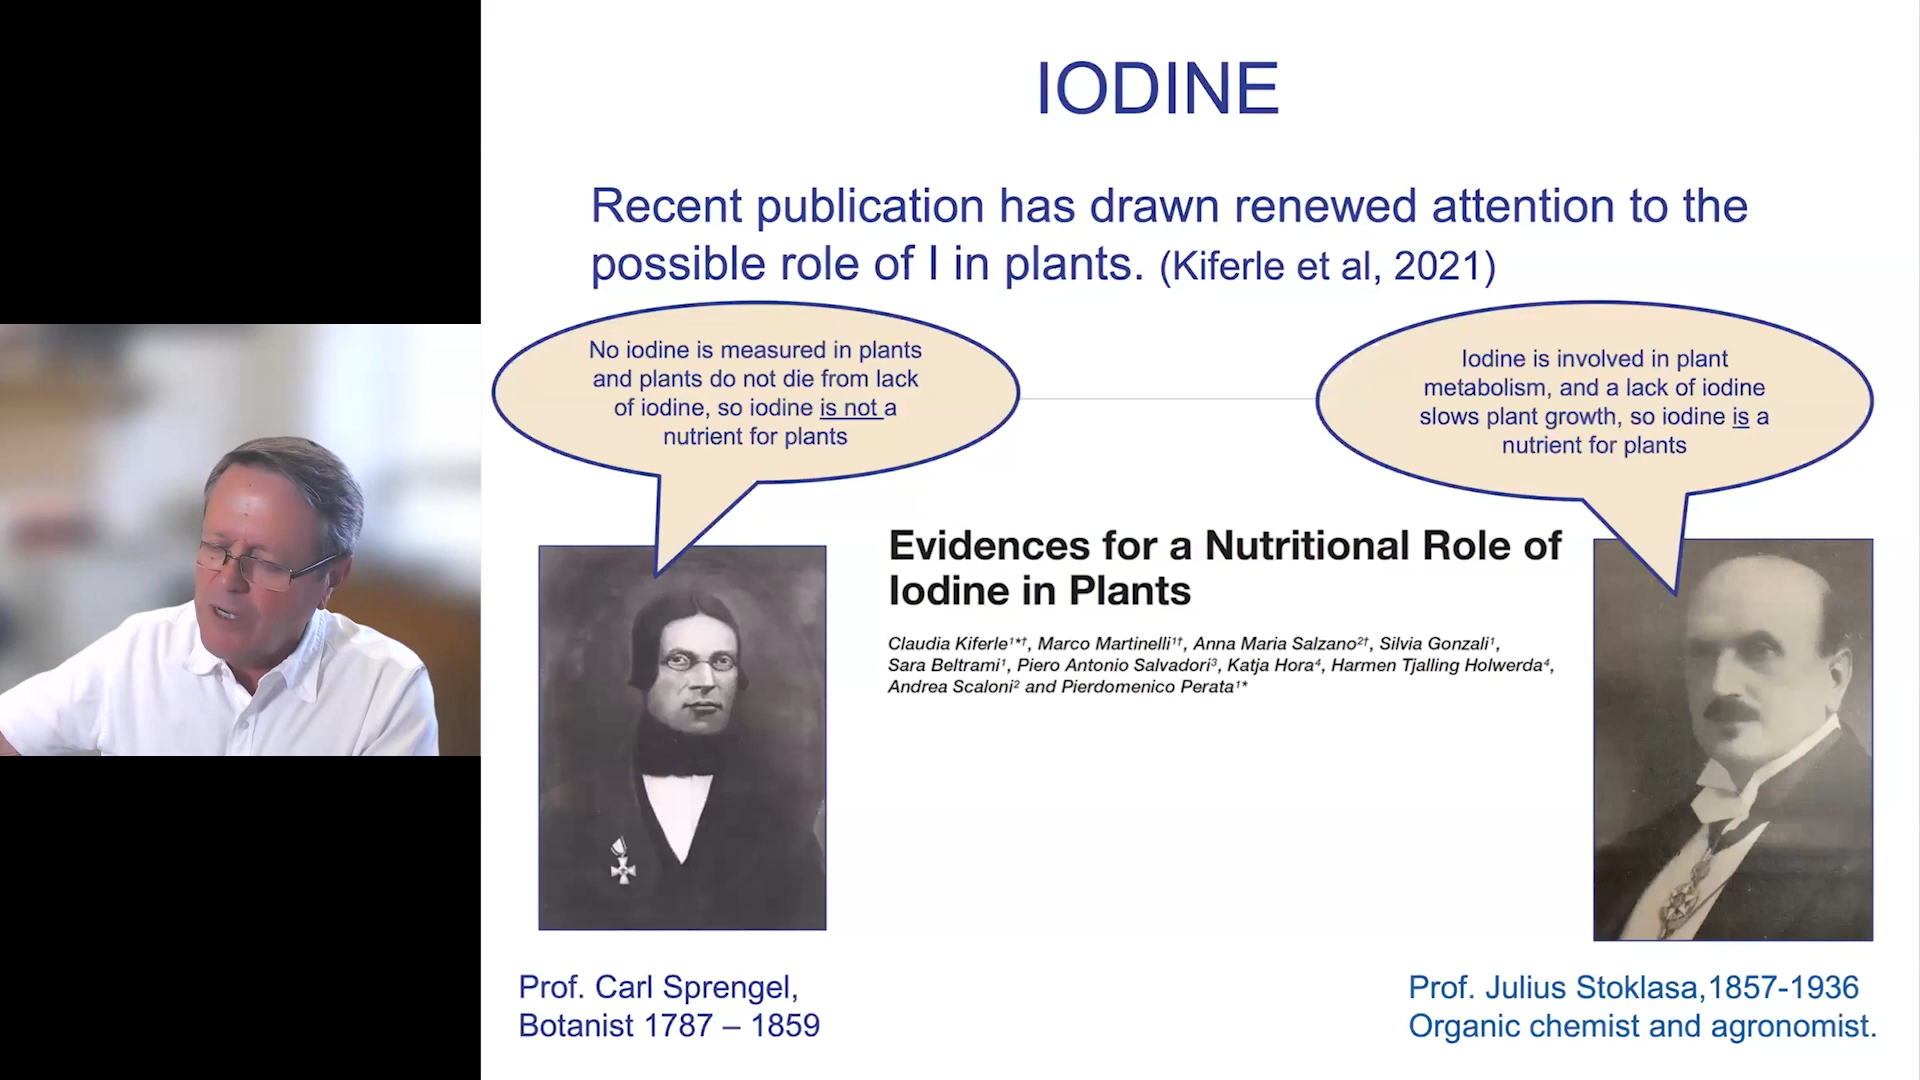 IODINE
Recent publication has drawn renewed attention to the
possible role of I in plants. (Kiferle et al, 2021)
No iodine is measured in plants
and plants do not die from lack
of iodine, so iodine is not a
nutrient for plants
Iodine is involved in plant
metabolism, and a lack of iodine
slows plant growth, so iodine is a
nutrient for plants
Evidences for a Nutritional Role of
Iodine in Plants
Claudia Kiferle¹*†, Marco Martinelli¹†, Anna Maria Salzano²†, Silvia Gonzali¹,
Sara Beltrami¹, Piero Antonio Salvadori³, Katja Hora⁴, Harmen Tjalling Holwerda⁴,
Andrea Scaloni² and Pierdomenico Perata¹*
Prof. Carl Sprengel,
Botanist 1787 – 1859
Prof. Julius Stoklasa,1857-1936
Organic chemist and agronomist.